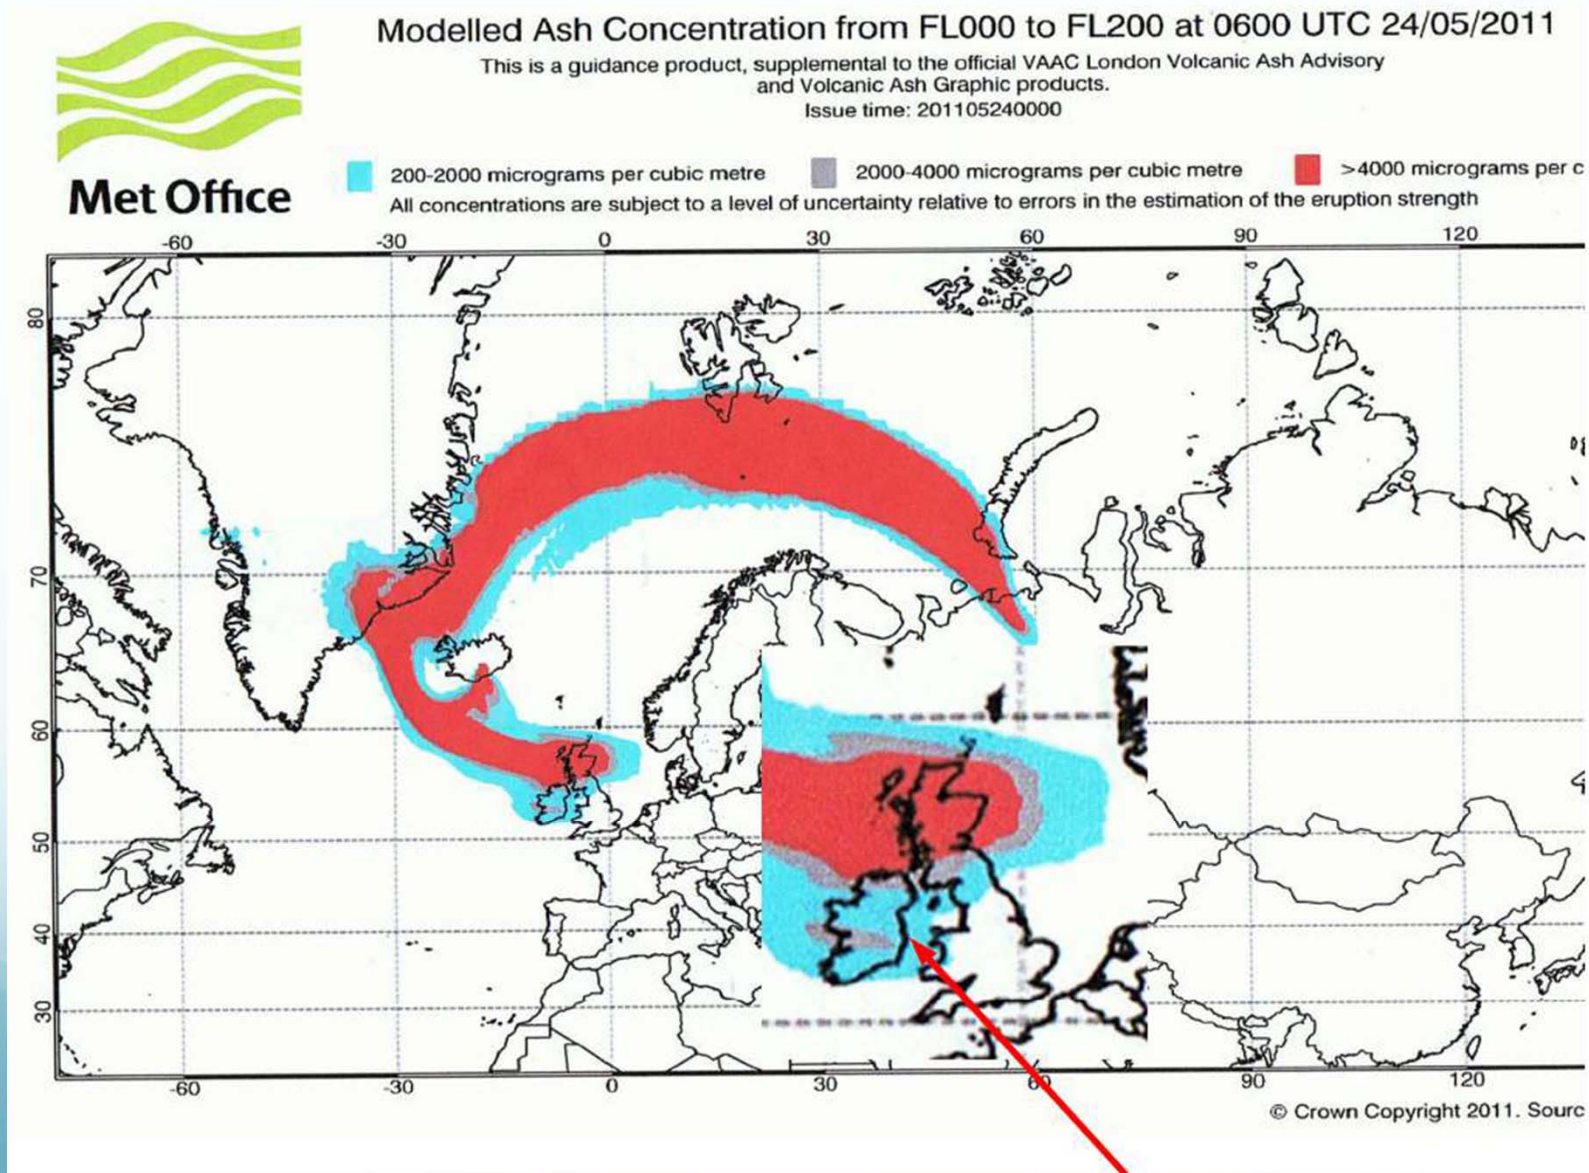 Modelled Ash Concentration from FL000 to FL200 at 0600 UTC 24/05/2011
This is a guidance product, supplemental to the official VAAC London Volcanic Ash Advisory
and Volcanic Ash Graphic products.
Issue time: 201105240000
200-2000 micrograms per cubic metre
2000-4000 micrograms per cubic metre
>4000 micrograms per c
Met Office
All concentrations are subject to a level of uncertainty relative to errors in the estimation of the eruption strength
-60 -30 0 30 60 90 120
80
70
60
50
40
30
-60 -30 0 30 60 90 120
© Crown Copyright 2011. Sourc